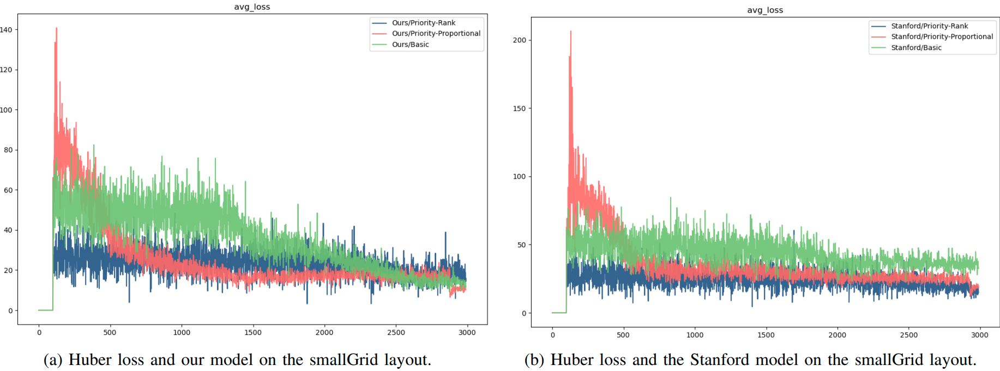 avg_loss
140
120
100
80
60
40
20
0
0 500 1000 1500 2000 2500 3000
Ours/Priority-Rank
Ours/Priority-Proportional
Ours/Basic
(a) Huber loss and our model on the smallGrid layout.
avg_loss
200
150
100
50
0
0 500 1000 1500 2000 2500 3000
Stanford/Priority-Rank
Stanford/Priority-Proportional
Stanford/Basic
(b) Huber loss and the Stanford model on the smallGrid layout.